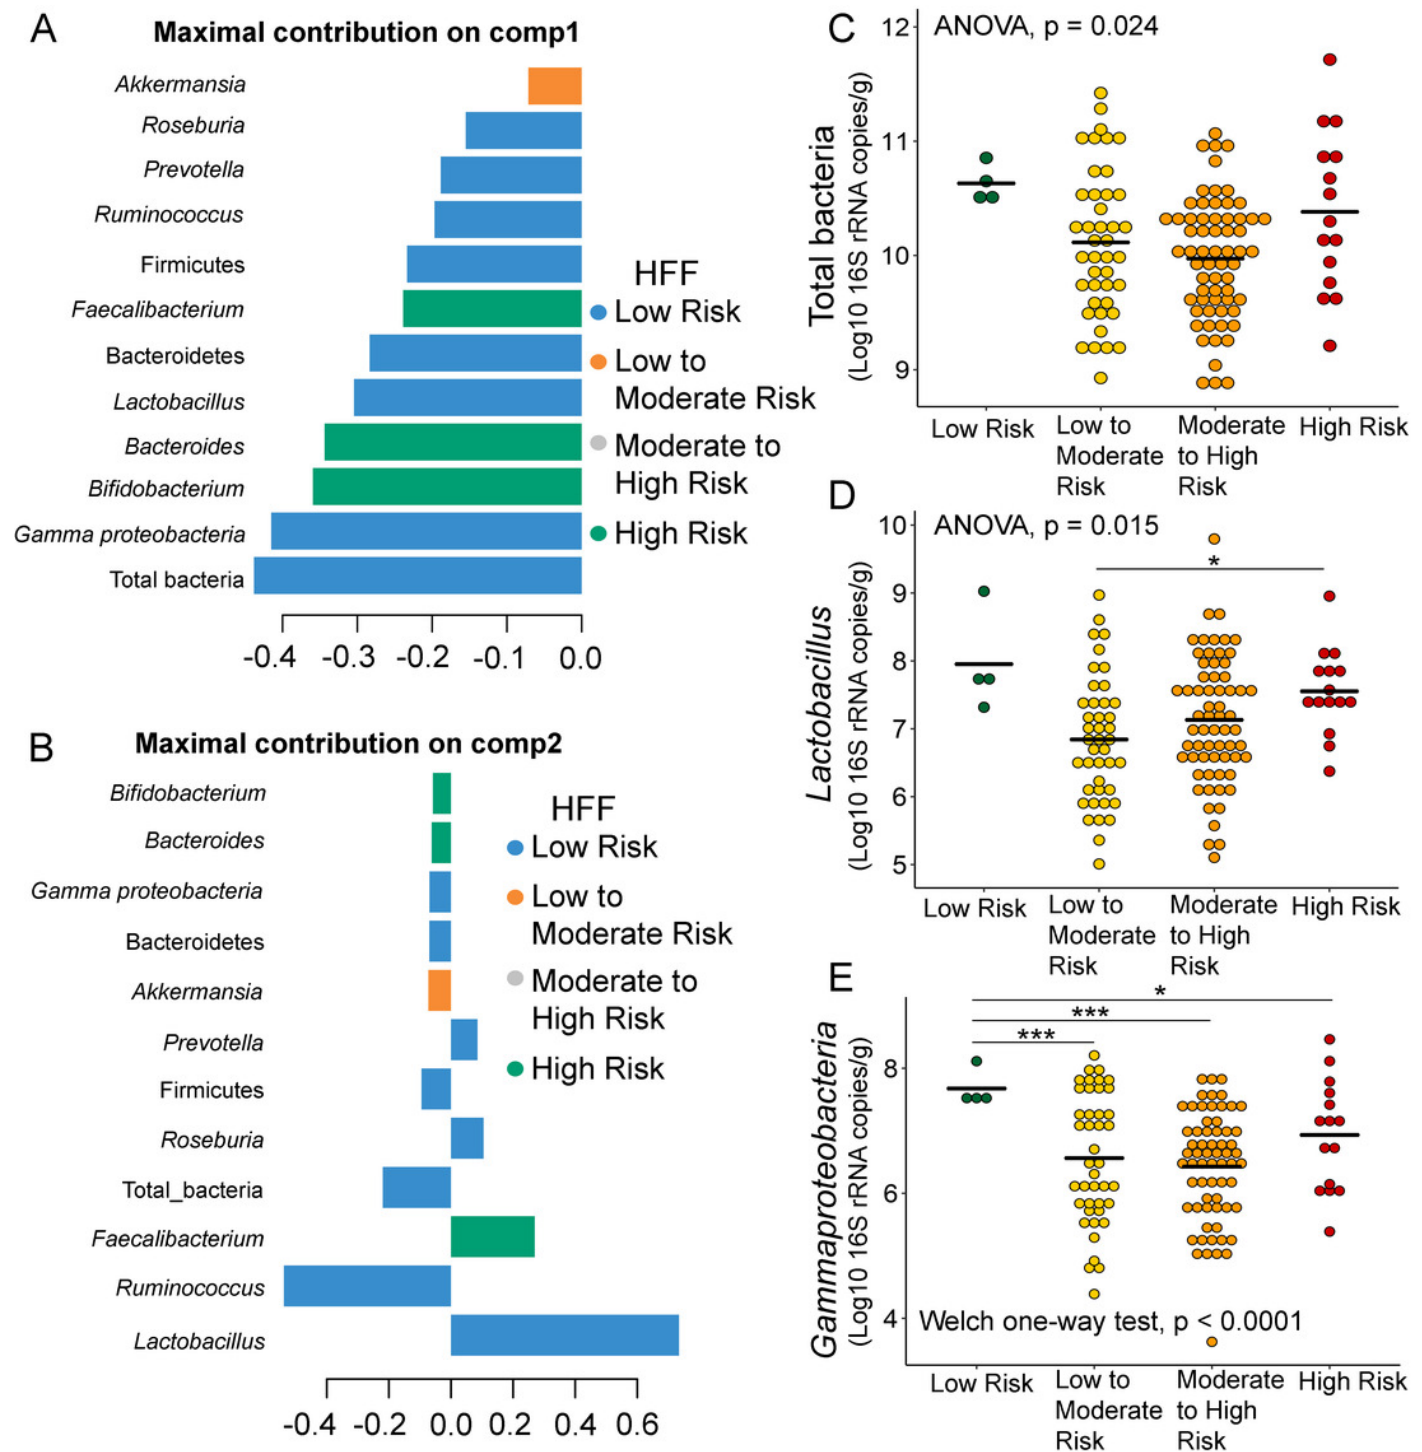 A
Maximal contribution on comp1
Akkermansia
Roseburia
Prevotella
Ruminococcus
Firmicutes
Faecalibacterium
Bacteroidetes
Lactobacillus
Bacteroides
Bifidobacterium
Gamma proteobacteria
Total bacteria
-0.4 -0.3 -0.2 -0.1 0.0
HFF
Low Risk
Low to
Moderate Risk
Moderate to
High Risk
High Risk
B
Maximal contribution on comp2
Bifidobacterium
Bacteroides
Gamma proteobacteria
Bacteroidetes
Akkermansia
Prevotella
Firmicutes
Roseburia
Total_bacteria
Faecalibacterium
Ruminococcus
Lactobacillus
-0.4 -0.2 0.0 0.2 0.4 0.6
HFF
Low Risk
Low to
Moderate Risk
Moderate to
High Risk
High Risk
C
ANOVA, p = 0.024
Total bacteria
(Log10 16S rRNA copies/g)
12
11
10
9
Low Risk
Low to
Moderate
Risk
Moderate
to High
Risk
High Risk
D
ANOVA, p = 0.015
*
Lactobacillus
(Log10 16S rRNA copies/g)
10
9
8
7
6
5
Low Risk
Low to
Moderate
Risk
Moderate
to High
Risk
High Risk
E
*
***
***
Gammaproteobacteria
(Log10 16S rRNA copies/g)
8
6
4
Welch one-way test, p < 0.0001
Low Risk
Low to
Moderate
Risk
Moderate
to High
Risk
High Risk